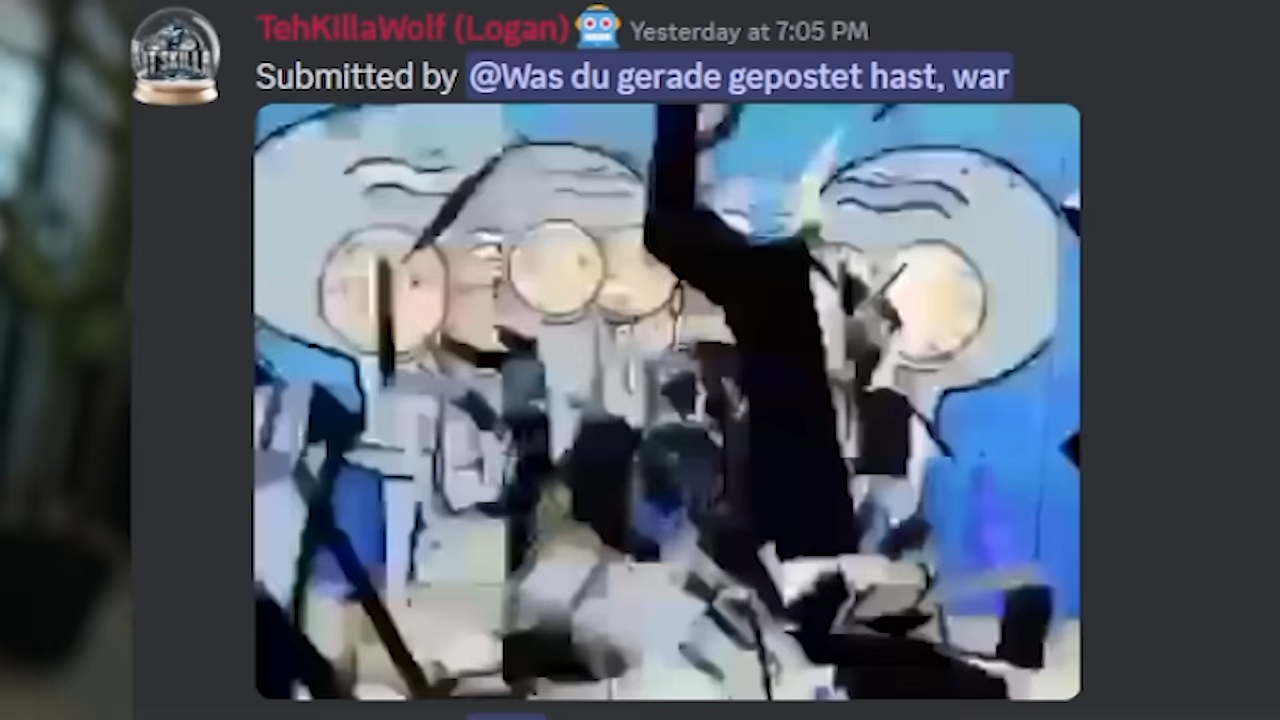 TehKillaWolf (Logan) Yesterday at 7:05 PM
Submitted by @Was du gerade gepostet hast, war